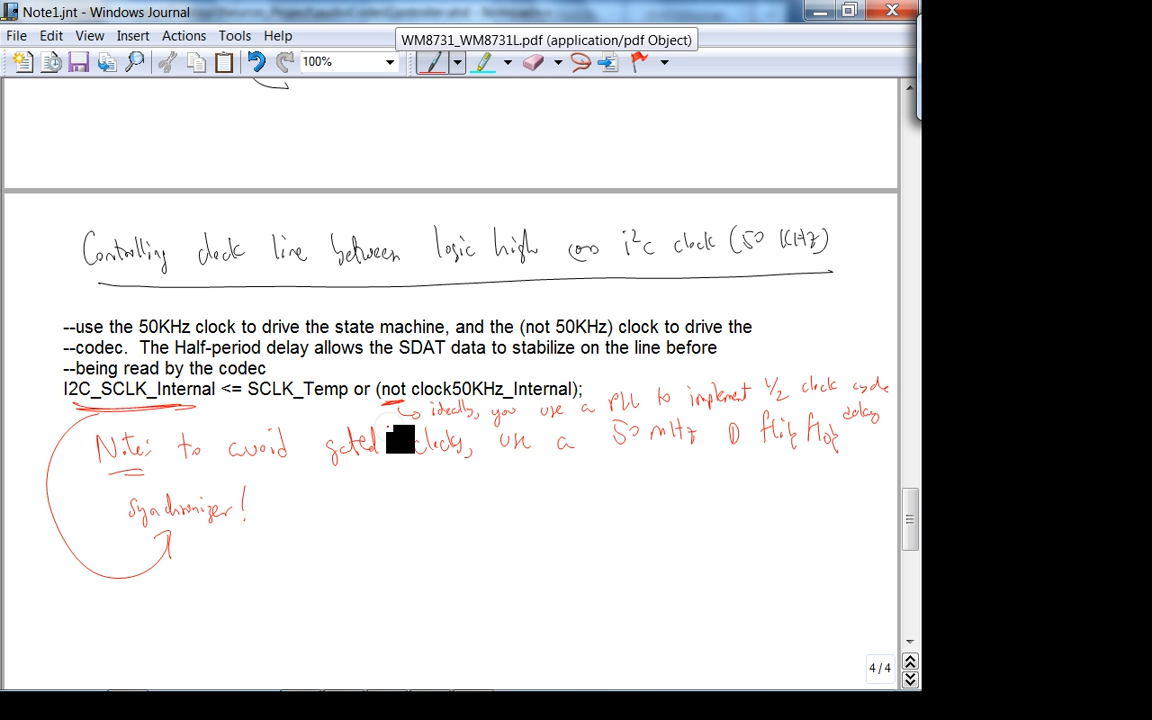 Note1.jnt - Windows Journal
File Edit View Insert Actions Tools Help
WM8731_WM8731L.pdf (application/pdf Object)
100%
Controlling clock line between logic high i2c clock (50 KHz)
--use the 50KHz clock to drive the state machine, and the (not 50KHz) clock to drive the
--codec. The Half-period delay allows the SDAT data to stabilize on the line before
--being read by the codec
I2C_SCLK_Internal <= SCLK_Temp or (not clock50KHz_Internal);
ideally, you use a PLL to implement 1/2 clock cycle
delay
Note: to avoid gated clocks, use a 50 MHz D flip flop
synchronizer!
4 / 4